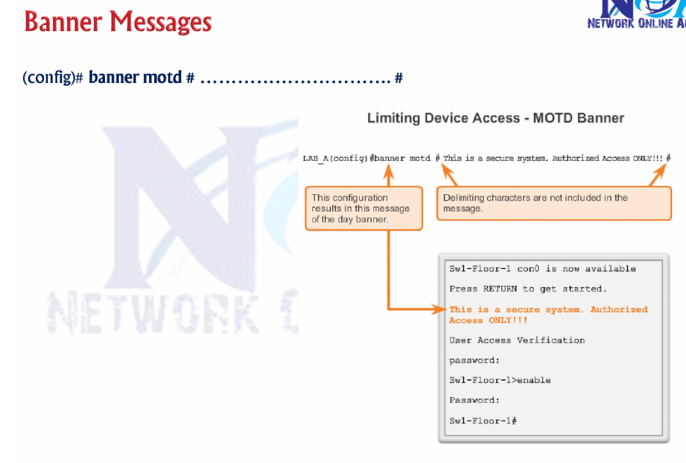 Banner Messages
NETWORK ONLINE A
(config)# banner motd # ................................ #
Limiting Device Access - MOTD Banner
LAB_A(config)#banner motd # This is a secure system. Authorized Access ONLY!!! #
This configuration
results in this message
of the day banner.
Delimiting characters are not included in the
message.
Sw1-Floor-1 con0 is now available
Press RETURN to get started.
This is a secure system. Authorized
Access ONLY!!!
User Access Verification
password:
Sw1-Floor-1>enable
Password:
Sw1-Floor-1#
NETWORK